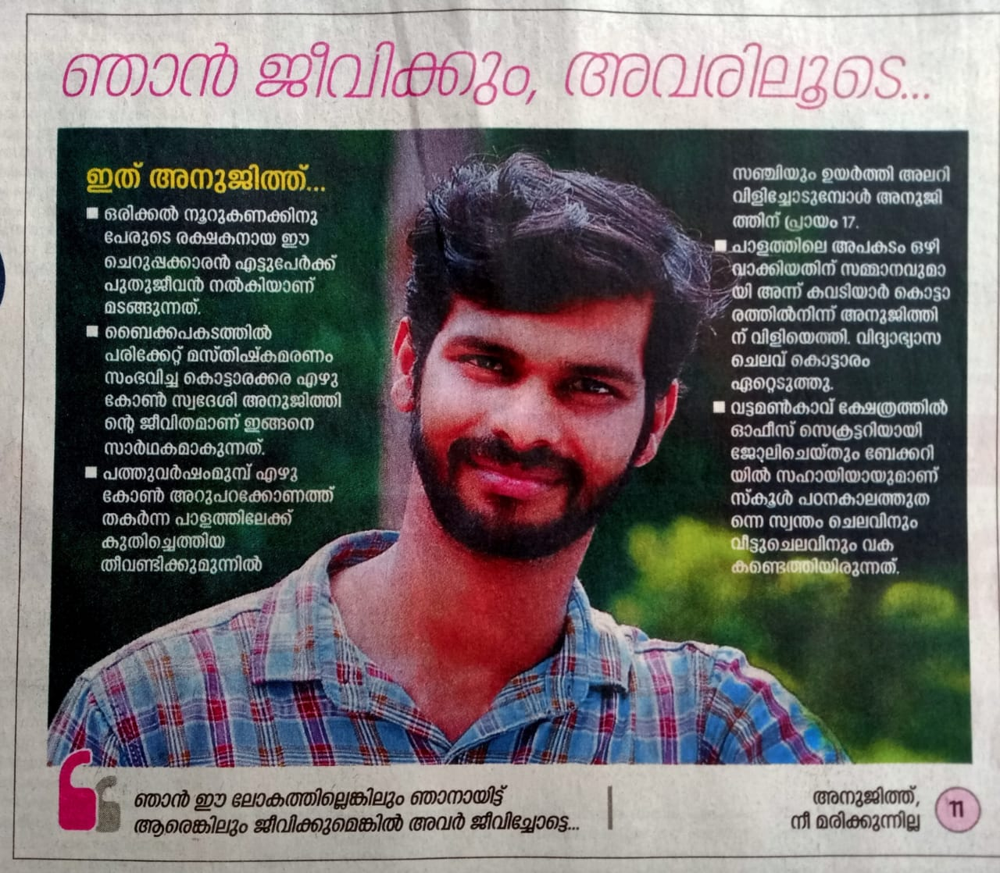 ഞാൻ ജീവിക്കും, അവരിലൂടെ...
ഇത് അനുജിത്ത്...
ഒരിക്കൽ നൂറുകണക്കിനു
പേരുടെ രക്ഷകനായ ഈ
ചെറുപ്പക്കാരൻ എട്ടുപേർക്ക്
പുതുജീവൻ നൽകിയാണ്
മടങ്ങുന്നത്.
ബൈക്കപകടത്തിൽ
പരിക്കേറ്റ് മസ്തിഷ്കമരണം
സംഭവിച്ച കൊട്ടാരക്കര എഴു
കോൺ സ്വദേശി അനുജിത്തി
ന്റെ ജീവിതമാണ് ഇങ്ങനെ
സാർഥകമാകുന്നത്.
പത്തുവർഷംമുമ്പ് എഴു
കോൺ അറുപറക്കോണത്ത്
തകർന്ന പാളത്തിലേക്ക്
കുതിച്ചെത്തിയ
തീവണ്ടിക്കുമുന്നിൽ
സഞ്ചിയും ഉയർത്തി അലറി
വിളിച്ചോടുമ്പോൾ അനുജി
ത്തിന് പ്രായം 17.
പാളത്തിലെ അപകടം ഒഴി
വാക്കിയതിന് സമ്മാനവുമാ
യി അന്ന് കവടിയാർ കൊട്ടാ
രത്തിൽനിന്ന് അനുജിത്തി
ന് വിളിയെത്തി. വിദ്യാഭ്യാസ
ചെലവ് കൊട്ടാരം
ഏറ്റെടുത്തു.
വട്ടമൺകാവ് ക്ഷേത്രത്തിൽ
ഓഫീസ് സെക്രട്ടറിയായി
ജോലിചെയ്തും ബേക്കറി
യിൽ സഹായിയായുമാണ്
സ്കൂൾ പഠനകാലത്തുത
ന്നെ സ്വന്തം ചെലവിനും
വീട്ടുചെലവിനും വക
കണ്ടെത്തിയിരുന്നത്.
ഞാൻ ഈ ലോകത്തില്ലെങ്കിലും ഞാനായിട്ട്
ആരെങ്കിലും ജീവിക്കുമെങ്കിൽ അവർ ജീവിച്ചോട്ടെ...
അനുജിത്ത്,
നീ മരിക്കുന്നില്ല
11